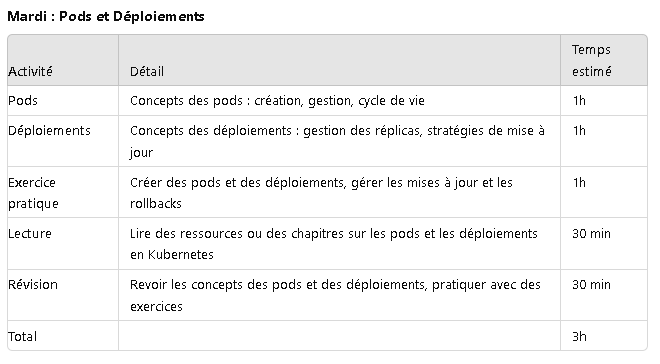 Mardi : Pods et Déploiements
Activité Détail Temps estimé
Pods Concepts des pods : création, gestion, cycle de vie 1h
Déploiements Concepts des déploiements : gestion des réplicas, stratégies de mise à
jour 1h
Exercice pratique Créer des pods et des déploiements, gérer les mises à jour et les
rollbacks 1h
Lecture Lire des ressources ou des chapitres sur les pods et les déploiements
en Kubernetes 30 min
Révision Revoir les concepts des pods et des déploiements, pratiquer avec des
exercices 30 min
Total 3h